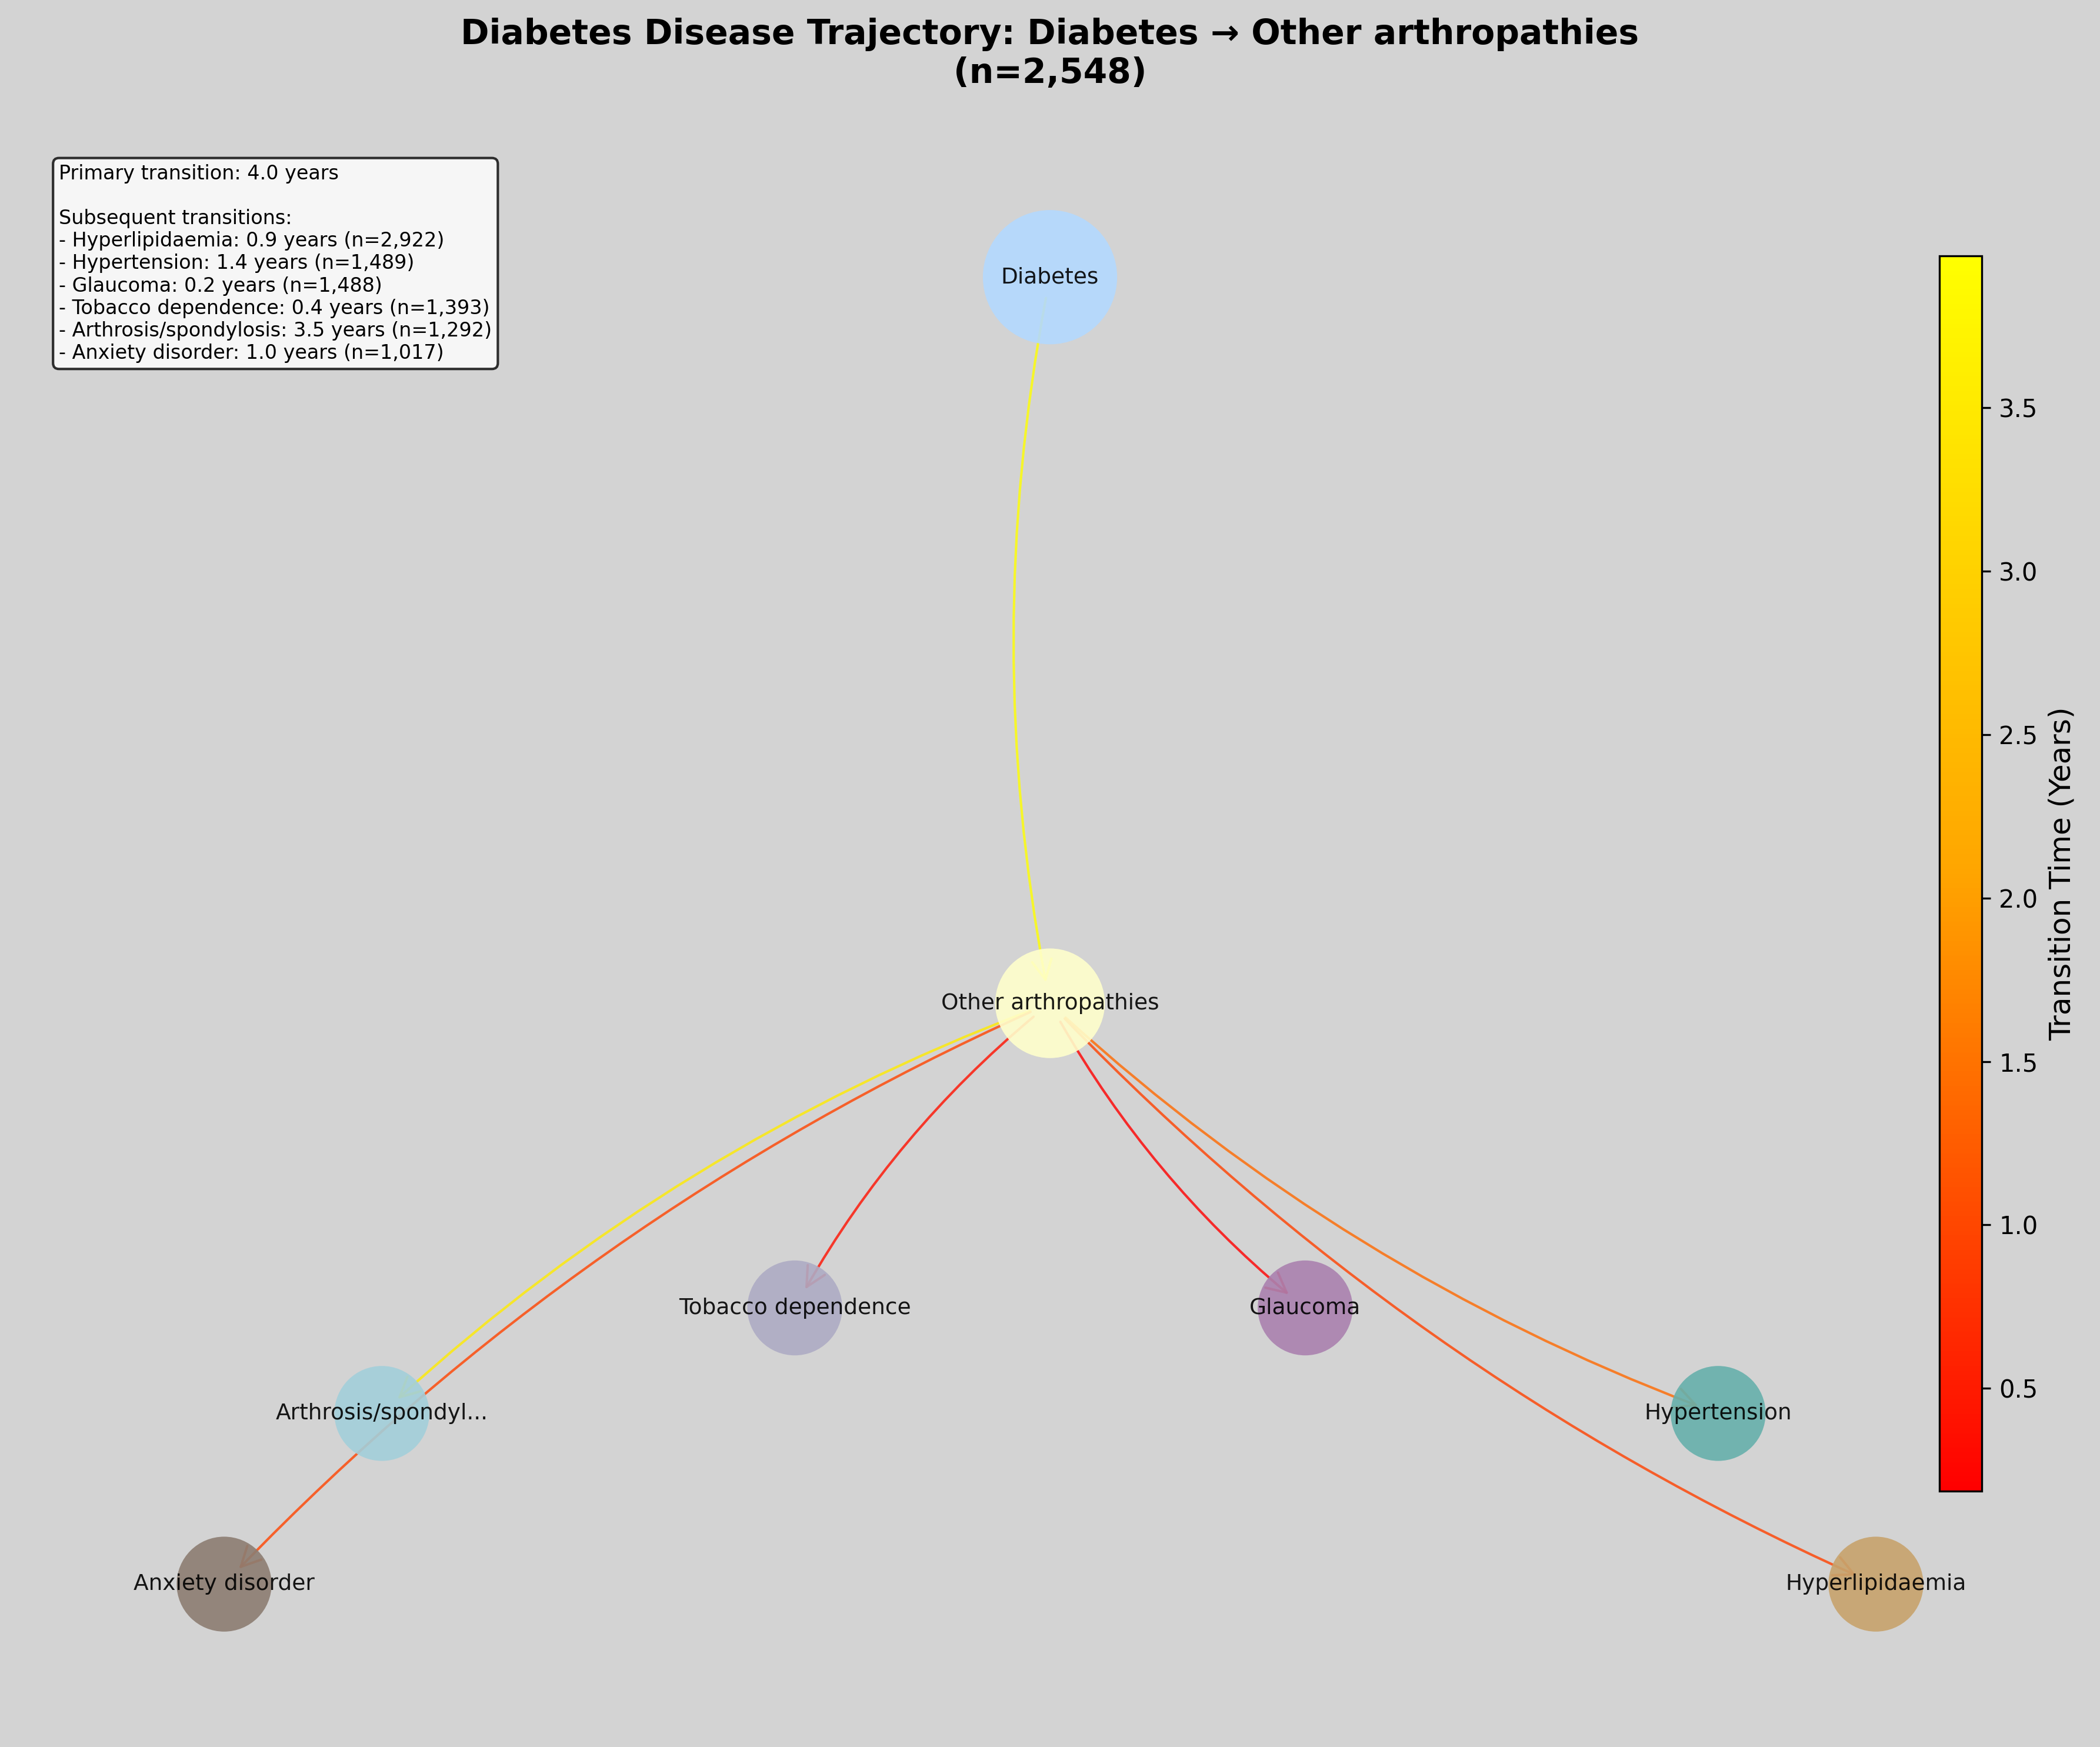 Diabetes Disease Trajectory: Diabetes → Other arthropathies
(n=2,548)
Primary transition: 4.0 years
Subsequent transitions:
- Hyperlipidaemia: 0.9 years (n=2,922)
- Hypertension: 1.4 years (n=1,489)
- Glaucoma: 0.2 years (n=1,488)
- Tobacco dependence: 0.4 years (n=1,393)
- Arthrosis/spondylosis: 3.5 years (n=1,292)
- Anxiety disorder: 1.0 years (n=1,017)
Diabetes
Other arthropathies
Tobacco dependence
Glaucoma
Arthrosis/spondyl...
Hypertension
Anxiety disorder
Hyperlipidaemia
3.5
3.0
2.5
2.0
1.5
1.0
0.5
Transition Time (Years)